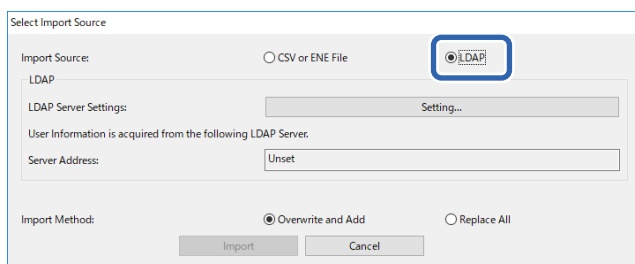 Select Import Source
Import Source: CSV or ENE File LDAP
LDAP
LDAP Server Settings: Setting...
User Information is acquired from the following LDAP Server.
Server Address: Unset
Import Method: Overwrite and Add Replace All
Import Cancel